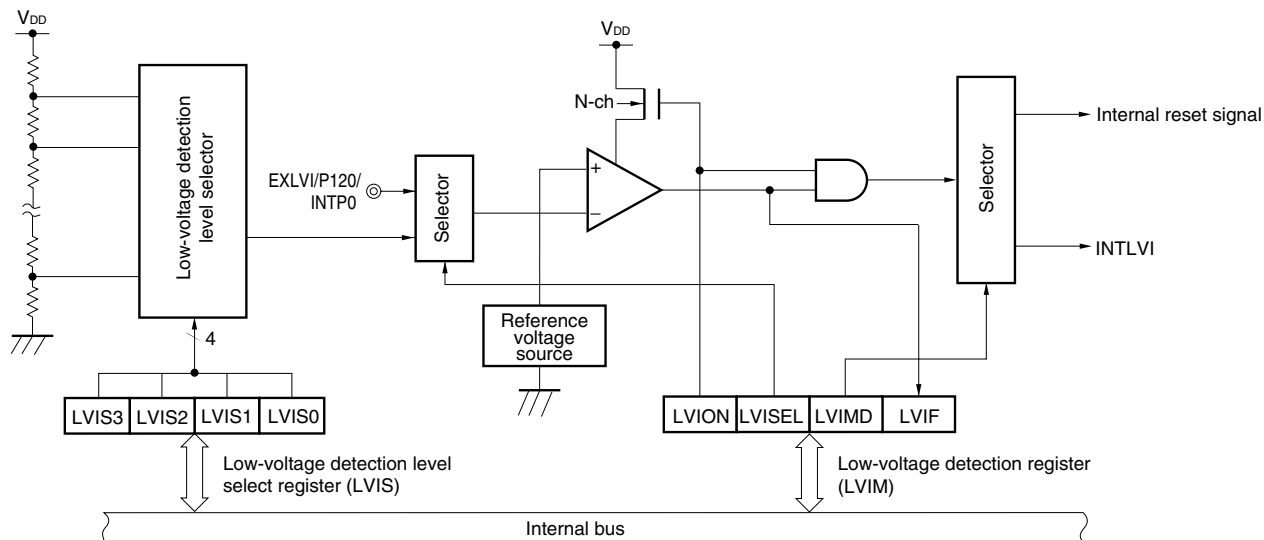 VDD
Low-voltage detection
level selector
4
LVIS3 LVIS2 LVIS1 LVIS0
Low-voltage detection level
select register (LVIS)
EXLVI/P120/
INTP0
Selector
VDD
N-ch
+
−
Reference
voltage
source
Selector
Internal reset signal
INTLVI
LVION LVISEL LVIMD LVIF
Low-voltage detection register
(LVIM)
Internal bus